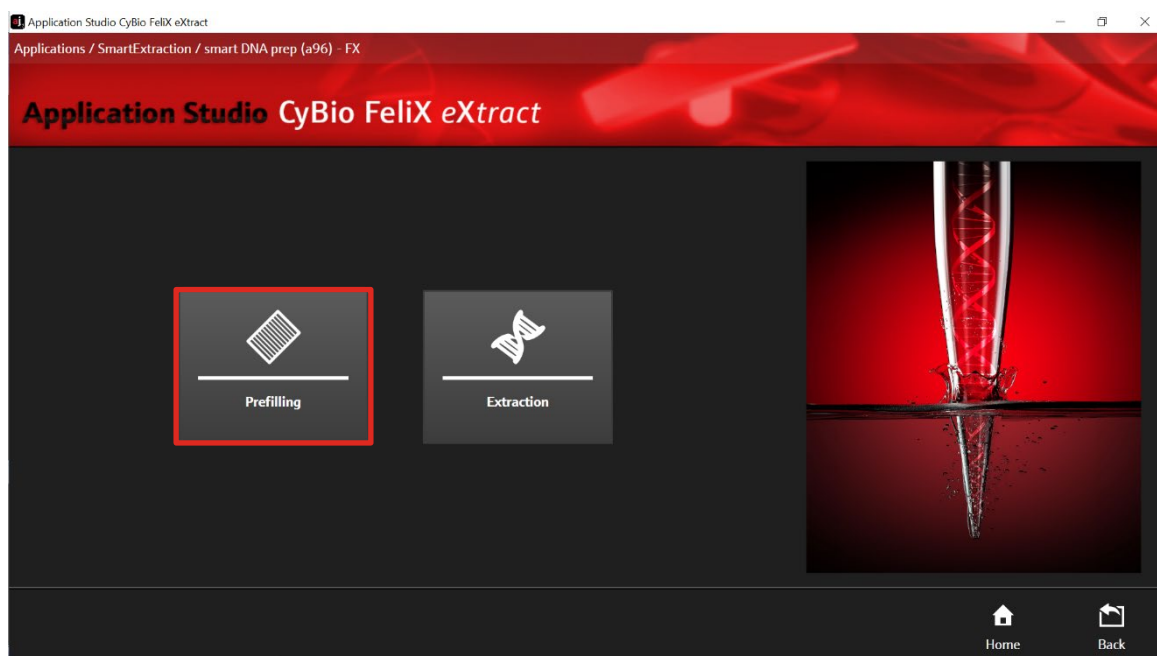 Application Studio CyBio FeliX eXtract
Applications / SmartExtraction / smart DNA prep (a96) - FX
Application Studio CyBio FeliX eXtract
Prefilling
Extraction
Home
Back